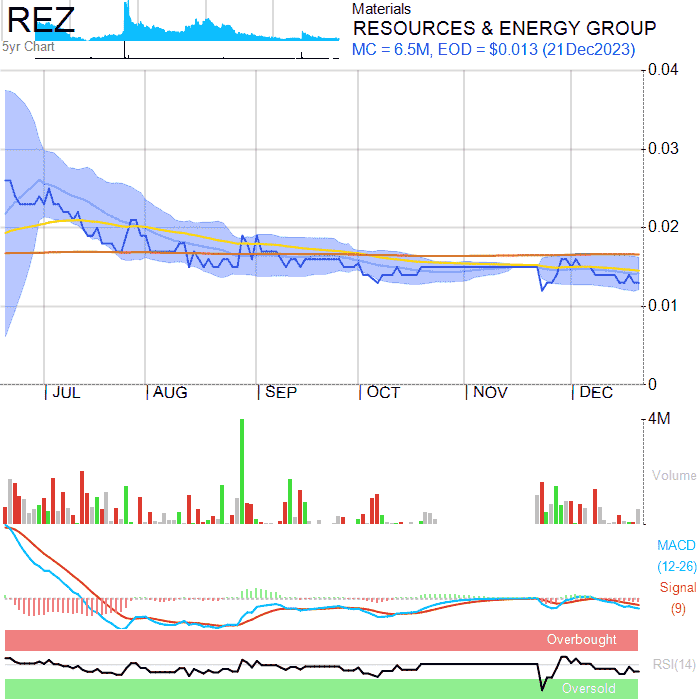 REZ
5yr Chart
Materials
RESOURCES & ENERGY GROUP
MC = 6.5M, EOD = $0.013 (21Dec2023)
0.04
0.03
0.02
0.01
0
JUL AUG SEP OCT NOV DEC
4M
Volume
MACD
(12-26)
Signal
(9)
Overbought
RSI(14)
Oversold